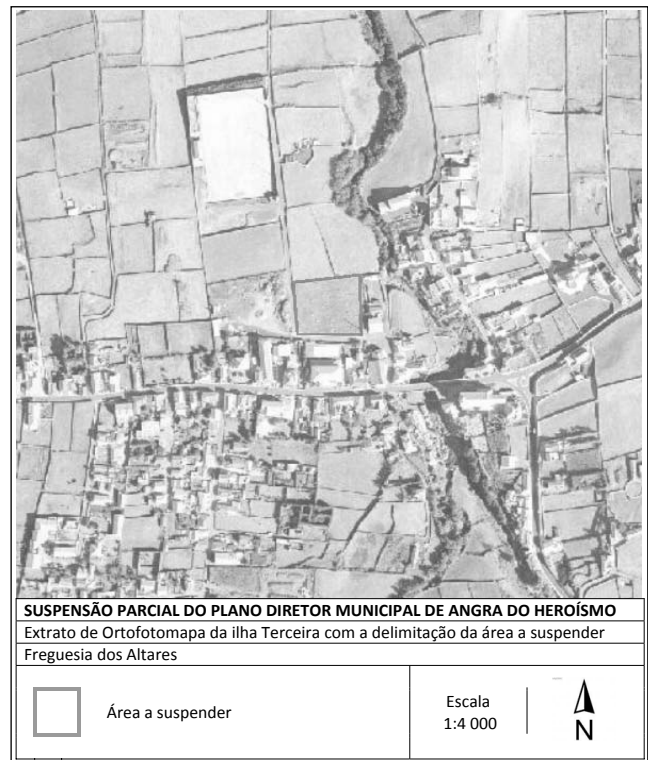 SUSPENSÃO PARCIAL DO PLANO DIRETOR MUNICIPAL DE ANGRA DO HEROÍSMO
Extrato de Ortofotomapa da ilha Terceira com a delimitação da área a suspender
Freguesia dos Altares
Área a suspender
Escala
1:4 000
N